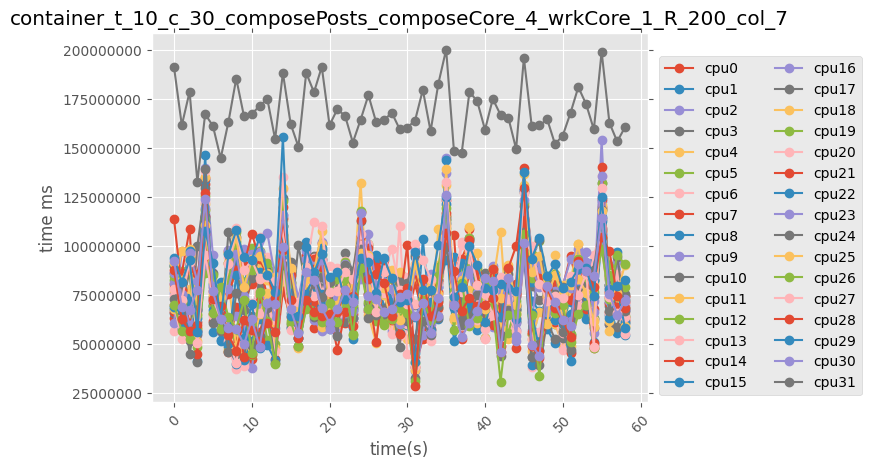 container_t_10_c_30_composePosts_composeCore_4_wrkCore_1_R_200_col_7
time ms
200000000
175000000
150000000
125000000
100000000
75000000
50000000
25000000
0
10
20
30
40
50
60
time(s)
cpu0
cpu1
cpu2
cpu3
cpu4
cpu5
cpu6
cpu7
cpu8
cpu9
cpu10
cpu11
cpu12
cpu13
cpu14
cpu15
cpu16
cpu17
cpu18
cpu19
cpu20
cpu21
cpu22
cpu23
cpu24
cpu25
cpu26
cpu27
cpu28
cpu29
cpu30
cpu31